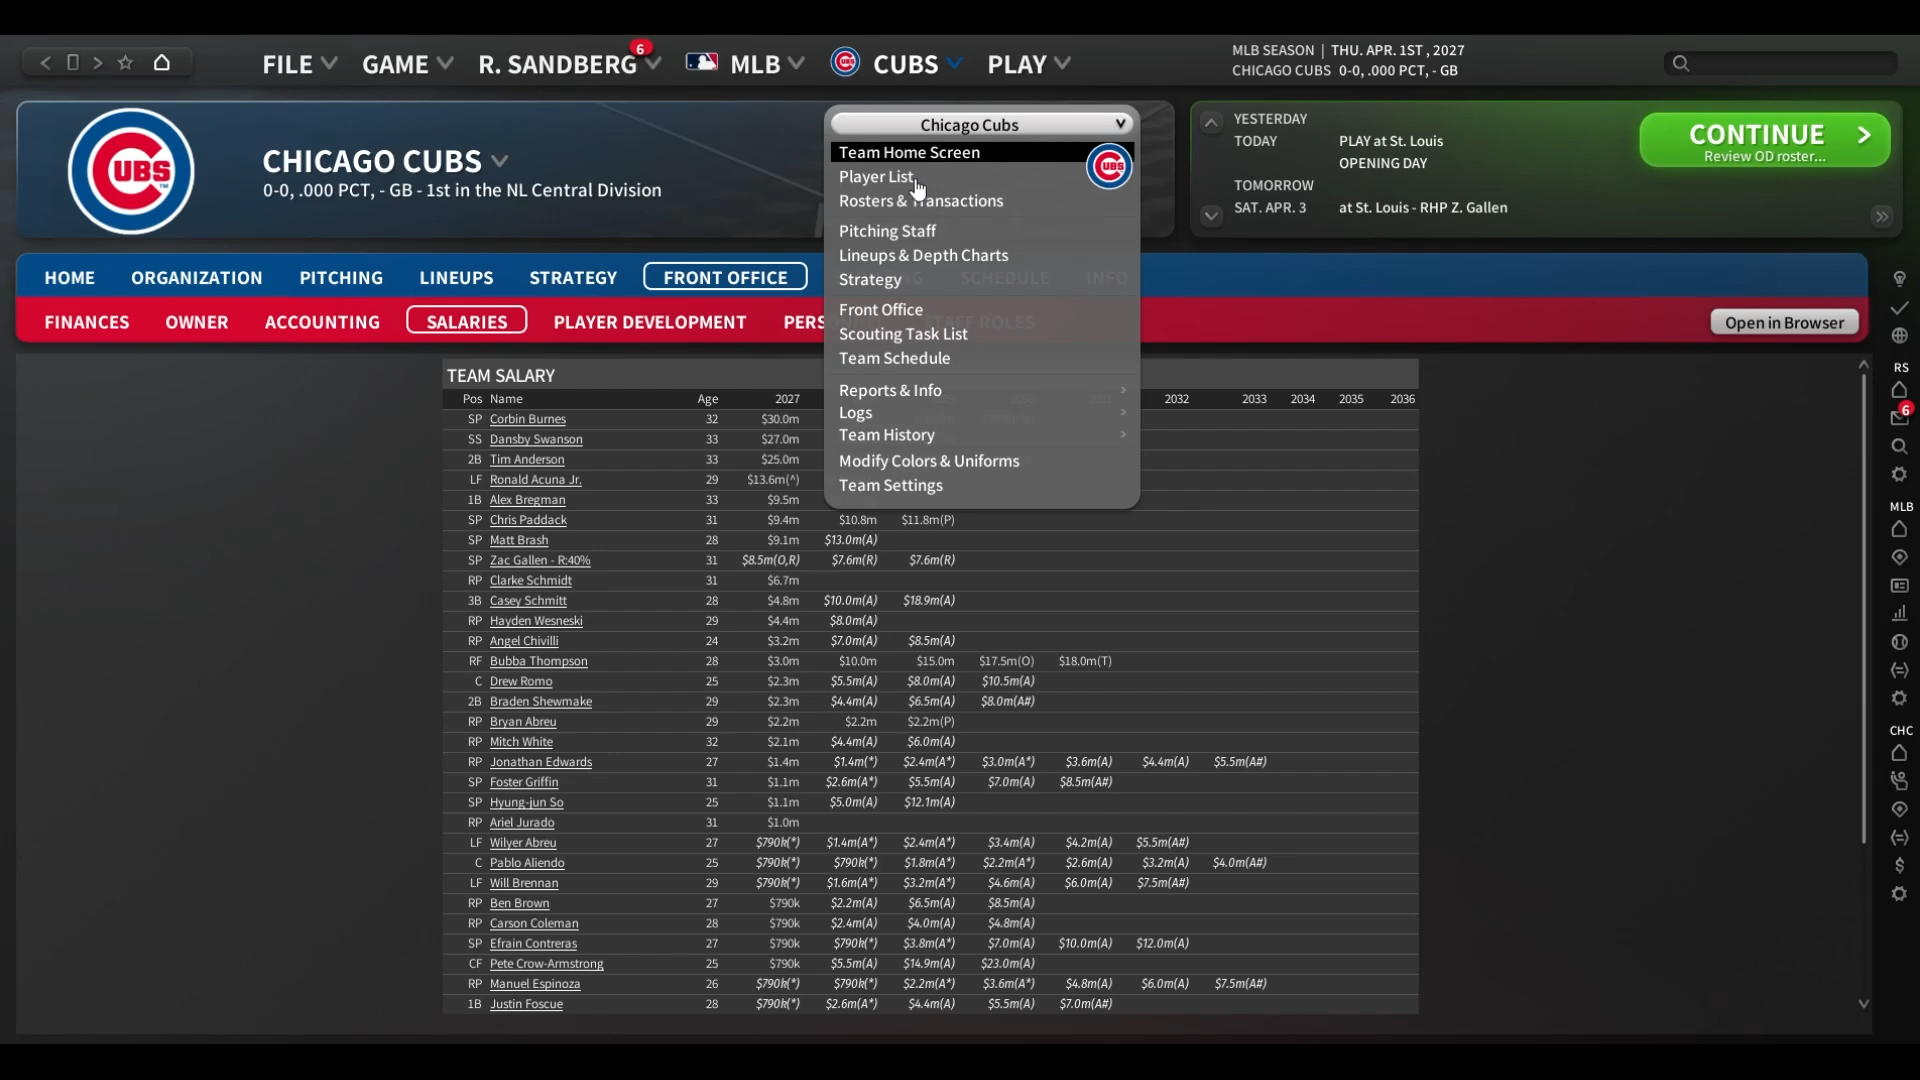 FILE GAME R. SANDBERG 6 MLB CUBS PLAY
MLB SEASON | THU. APR. 1ST , 2027
CHICAGO CUBS 0-0, .000 PCT, - GB
CHICAGO CUBS
0-0, .000 PCT, - GB - 1st in the NL Central Division
Chicago Cubs
Team Home Screen
Player List
Rosters & Transactions
Pitching Staff
Lineups & Depth Charts
Strategy
Front Office
Scouting Task List
Team Schedule
Reports & Info
Logs
Team History
Modify Colors & Uniforms
Team Settings
YESTERDAY
TODAY PLAY at St. Louis
OPENING DAY
TOMORROW
SAT. APR. 3 at St. Louis - RHP Z. Gallen
CONTINUE
Review OD roster...
HOME ORGANIZATION PITCHING LINEUPS STRATEGY FRONT OFFICE SCHEDULE INFO
FINANCES OWNER ACCOUNTING SALARIES PLAYER DEVELOPMENT
Open in Browser
TEAM SALARY
Pos Name Age 2027 2032 2033 2034 2035 2036
SP Corbin Burnes 32 $30.0m
SS Dansby Swanson 33 $27.0m
2B Tim Anderson 33 $25.0m
LF Ronald Acuna Jr. 29 $13.6m(^)
1B Alex Bregman 33 $9.5m
SP Chris Paddack 31 $9.4m $10.8m $11.8m(P)
SP Matt Brash 28 $9.1m $13.0m(A)
SP Zac Gallen - R:40% 31 $8.5m(O,R) $7.6m(R) $7.6m(R)
RP Clarke Schmidt 31 $6.7m
3B Casey Schmitt 28 $4.8m $10.0m(A) $18.9m(A)
RP Hayden Wesneski 29 $4.4m $8.0m(A)
RP Angel Chivilli 24 $3.2m $7.0m(A) $8.5m(A)
RF Bubba Thompson 28 $3.0m $10.0m $15.0m $17.5m(O) $18.0m(T)
C Drew Romo 25 $2.3m $5.5m(A) $8.0m(A) $10.5m(A)
2B Braden Shewmake 29 $2.3m $4.4m(A) $6.5m(A) $8.0m(A#)
RP Bryan Abreu 29 $2.2m $2.2m $2.2m(P)
RP Mitch White 32 $2.1m $4.4m(A) $6.0m(A)
RP Jonathan Edwards 27 $1.4m $1.4m(*) $2.4m(A*) $3.0m(A*) $3.6m(A) $4.4m(A) $5.5m(A#)
SP Foster Griffin 31 $1.1m $2.6m(A*) $5.5m(A) $7.0m(A) $8.5m(A#)
SP Hyung-jun So 25 $1.1m $5.0m(A) $12.1m(A)
RP Ariel Jurado 31 $1.0m
LF Wilyer Abreu 27 $790k(*) $1.4m(A*) $2.4m(A*) $3.4m(A) $4.2m(A) $5.5m(A#)
C Pablo Aliendo 25 $790k(*) $790k(*) $1.8m(A*) $2.2m(A*) $2.6m(A) $3.2m(A) $4.0m(A#)
LF Will Brennan 29 $790k(*) $1.6m(A*) $3.2m(A*) $4.6m(A) $6.0m(A) $7.5m(A#)
RP Ben Brown 27 $790k $2.2m(A) $6.5m(A) $8.5m(A)
RP Carson Coleman 28 $790k $2.4m(A) $4.0m(A) $4.8m(A)
SP Efrain Contreras 27 $790k $790k(*) $3.8m(A*) $7.0m(A) $10.0m(A) $12.0m(A)
CF Pete Crow-Armstrong 25 $790k $5.5m(A) $14.9m(A) $23.0m(A)
RP Manuel Espinoza 26 $790k(*) $790k(*) $2.2m(A*) $3.6m(A*) $4.8m(A) $6.0m(A) $7.5m(A#)
1B Justin Foscue 28 $790k(*) $2.6m(A*) $4.4m(A) $5.5m(A) $7.0m(A#)
RS
6
MLB
CHC